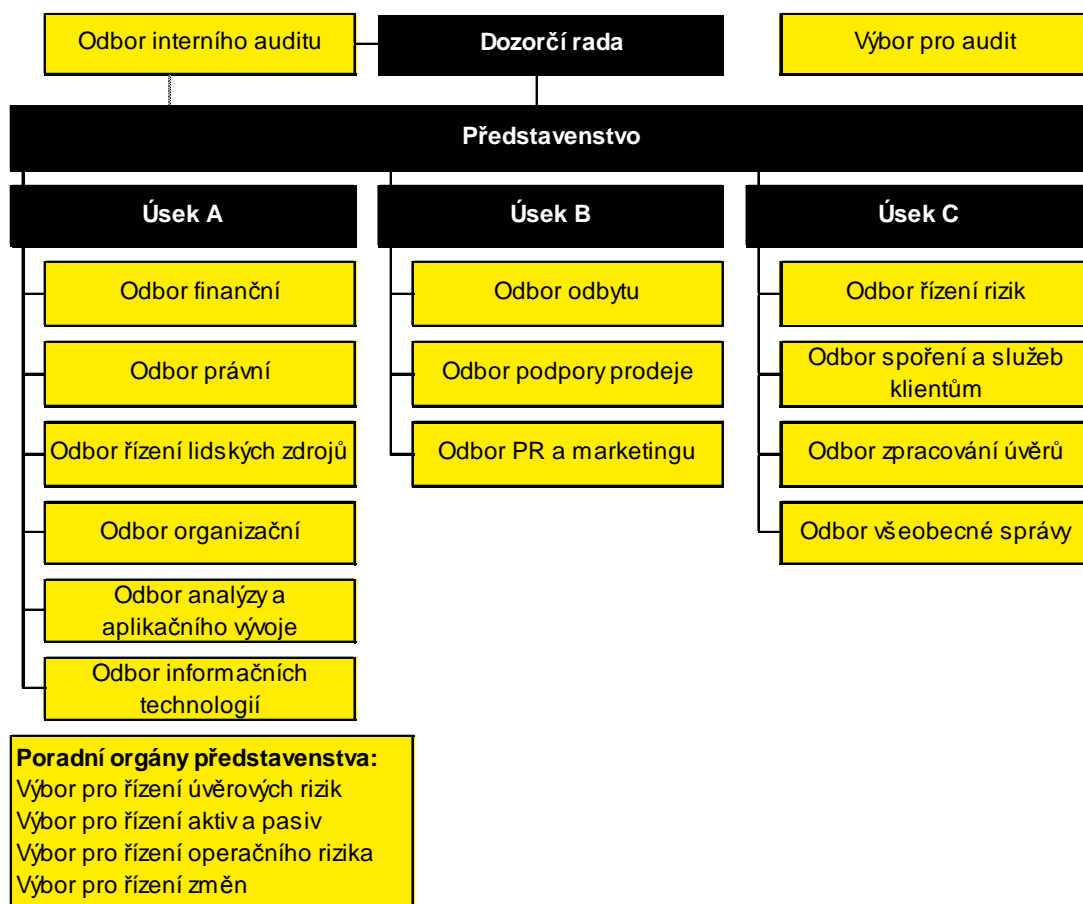 Odbor interního auditu
Dozorčí rada
Výbor pro audit
Představenstvo
Úsek A
Úsek B
Úsek C
Odbor finanční
Odbor právní
Odbor řízení lidských zdrojů
Odbor organizační
Odbor analýzy a
aplikačního vývoje
Odbor informačních
technologií
Odbor odbytu
Odbor podpory prodeje
Odbor PR a marketingu
Odbor řízení rizik
Odbor spoření a služeb
klientům
Odbor zpracování úvěrů
Odbor všeobecné správy
Poradní orgány představenstva:
Výbor pro řízení úvěrových rizik
Výbor pro řízení aktiv a pasiv
Výbor pro řízení operačního rizika
Výbor pro řízení změn